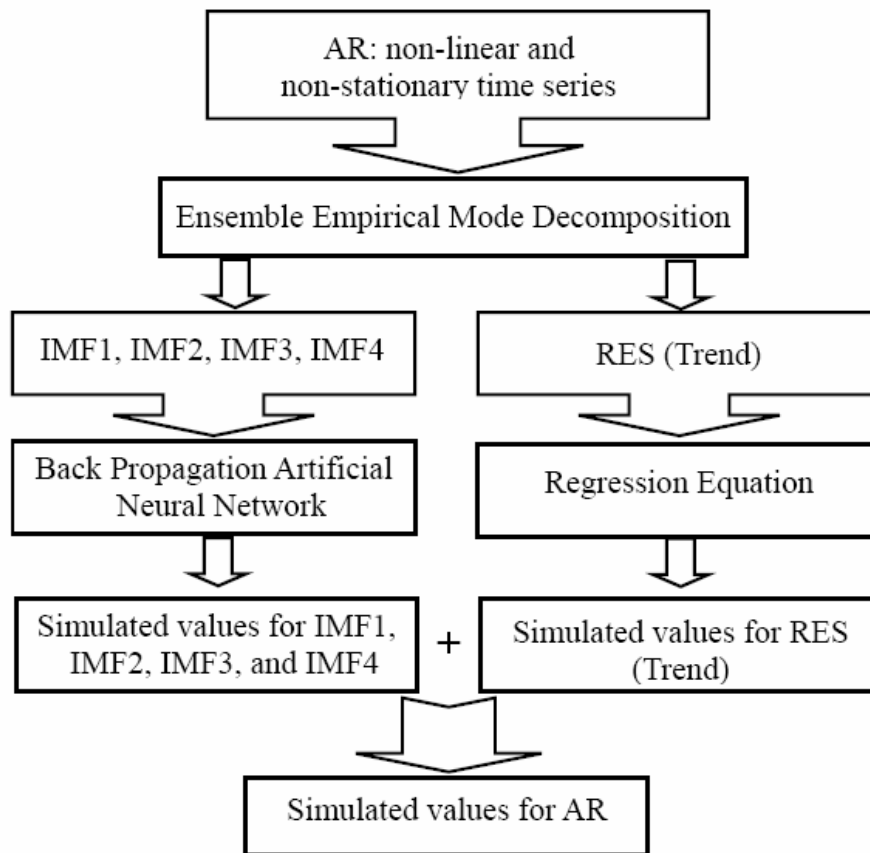 AR: non-linear and
non-stationary time series
Ensemble Empirical Mode Decomposition
IMF1, IMF2, IMF3, IMF4
RES (Trend)
Back Propagation Artificial
Neural Network
Regression Equation
Simulated values for IMF1,
IMF2, IMF3, and IMF4
+
Simulated values for RES
(Trend)
Simulated values for AR